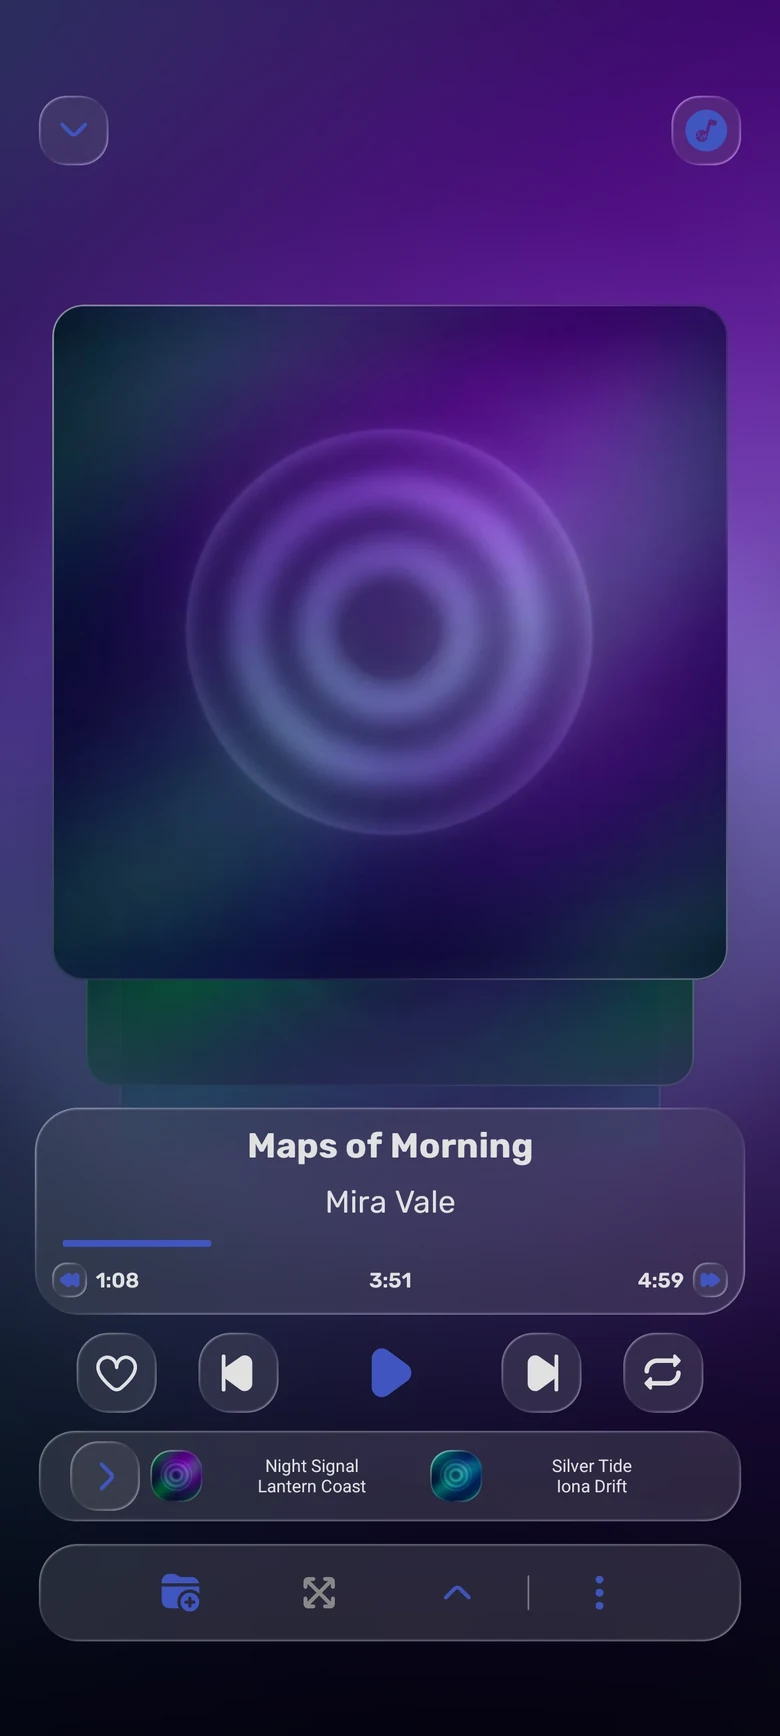 Maps of Morning
Mira Vale
1:08 3:51 4:59
Night Signal
Lantern Coast
Silver Tide
Iona Drift